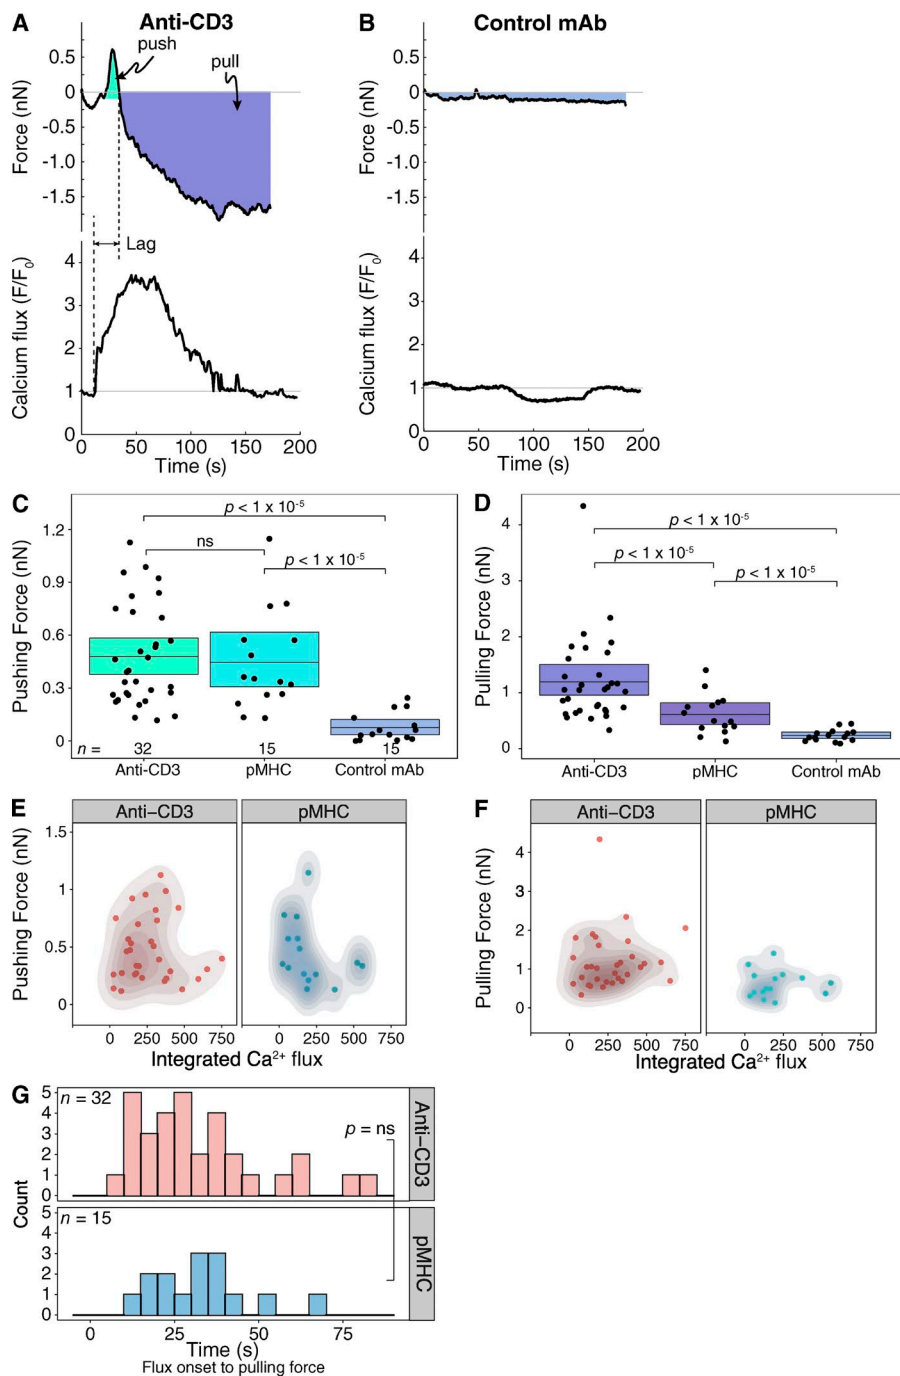 A
Anti-CD3
push
pull
Force (nN)
0.5
0
-0.5
-1.0
-1.5
Lag
Calcium flux (F/F0)
4
3
2
1
0
0 50 100 150 200
Time (s)
B
Control mAb
Force (nN)
0.5
0
-0.5
-1.0
-1.5
Calcium flux (F/F0)
4
3
2
1
0
0 50 100 150 200
Time (s)
C
Pushing Force (nN)
1.2
0.9
0.6
0.3
0
p < 1 x 10-5
ns
p < 1 x 10-5
n = 32 15 15
Anti-CD3 pMHC Control mAb
D
Pulling Force (nN)
4
3
2
1
0
p < 1 x 10-5
p < 1 x 10-5
p < 1 x 10-5
Anti-CD3 pMHC Control mAb
E
Anti–CD3 pMHC
Pushing Force (nN)
1.5
1
0.5
0
0 250 500 750 0 250 500 750
Integrated Ca2+ flux
F
Anti–CD3 pMHC
Pulling Force (nN)
4
3
2
1
0
0 250 500 750 0 250 500 750
Integrated Ca2+ flux
G
Count
5
4
3
2
1
0
n = 32
p = ns
Anti–CD3
5
4
3
2
1
0
n = 15
pMHC
0 25 50 75
Time (s)
Flux onset to pulling force